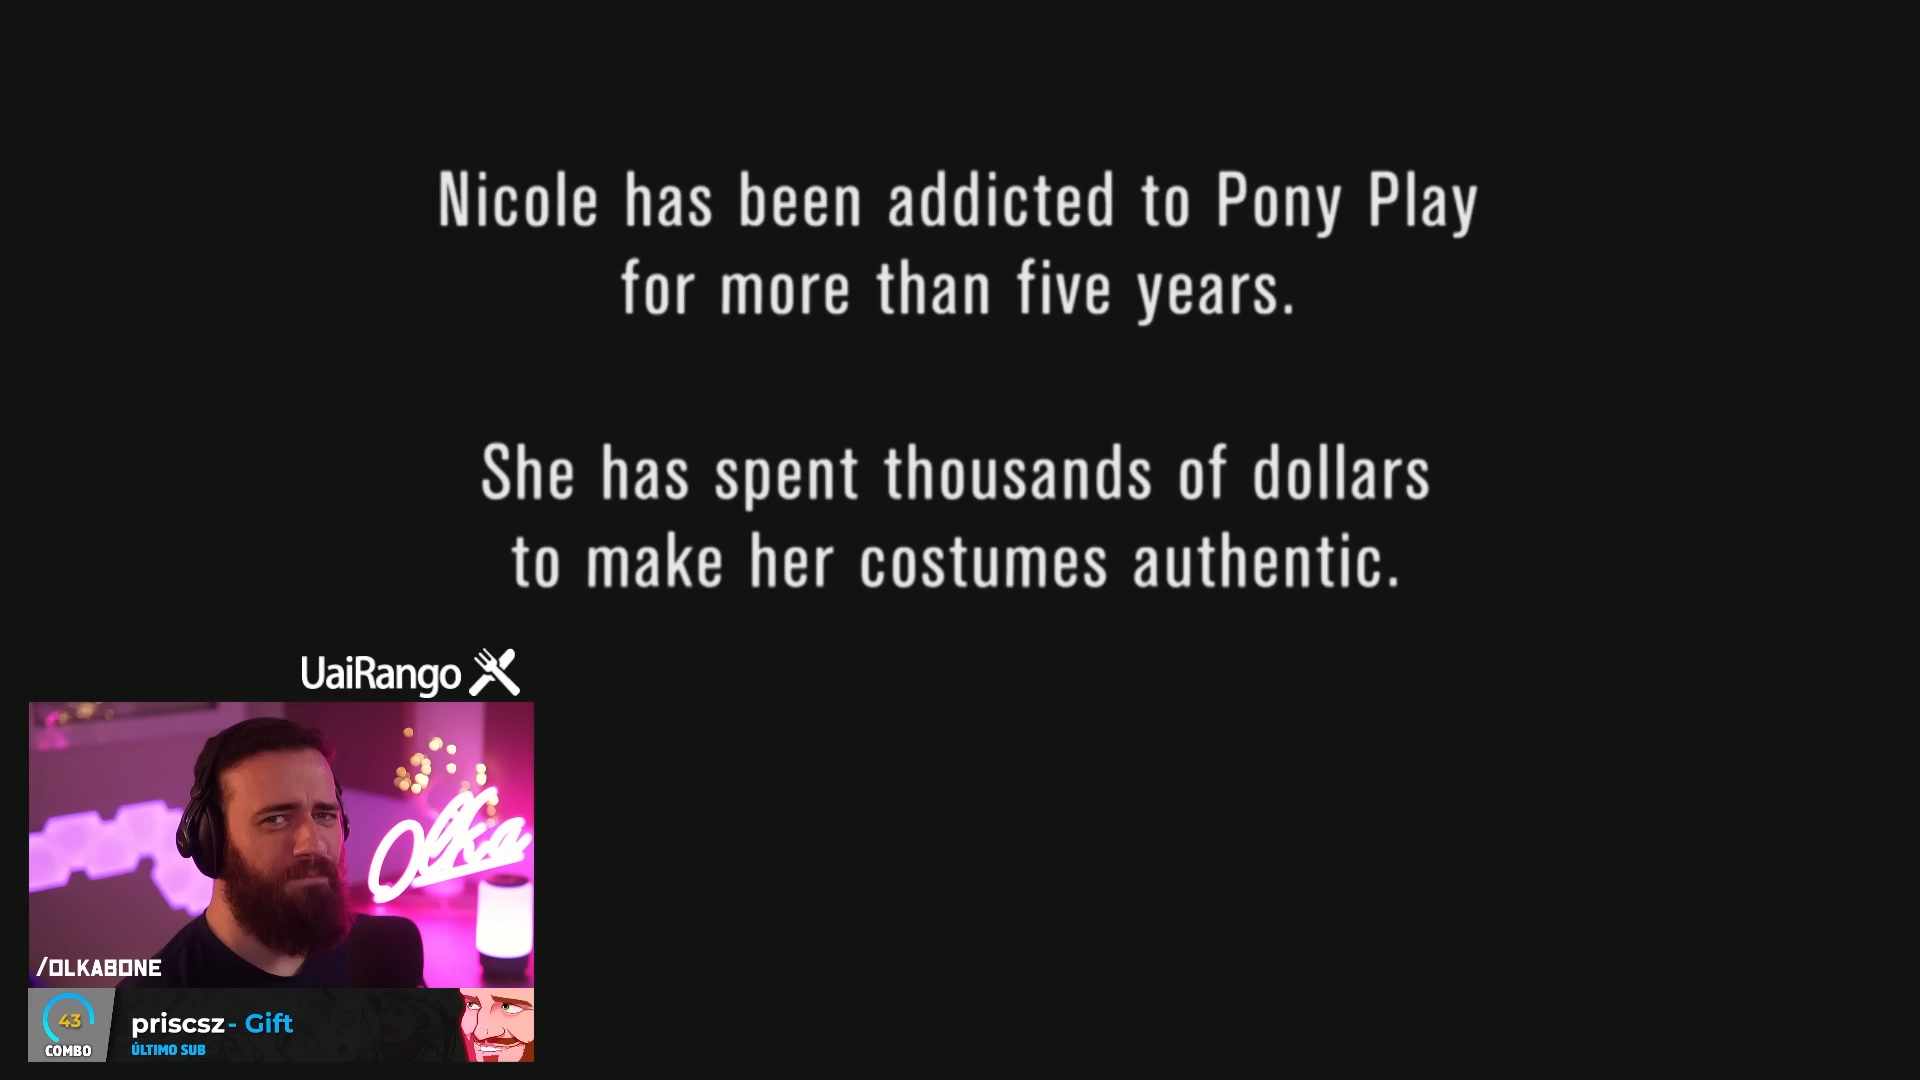 Nicole has been addicted to Pony Play
for more than five years.
She has spent thousands of dollars
to make her costumes authentic.
UaiRango
Olka
/OLKABONE
43
COMBO
priscsz - Gift
ÚLTIMO SUB